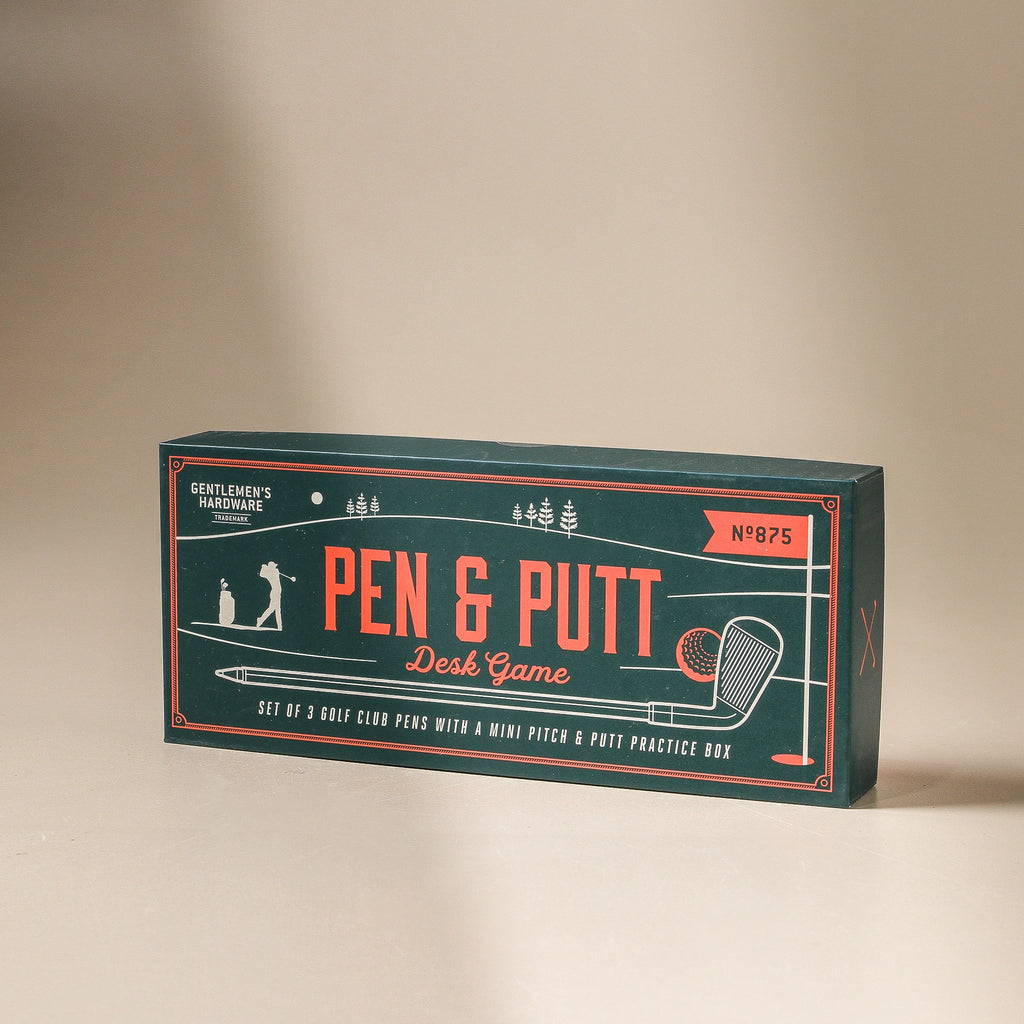 GENTLEMEN'S
HARDWARE
TRADEMARK
Nº875
PEN & PUTT
Desk Game
SET OF 3 GOLF CLUB PENS WITH A MINI PITCH & PUTT PRACTICE BOX